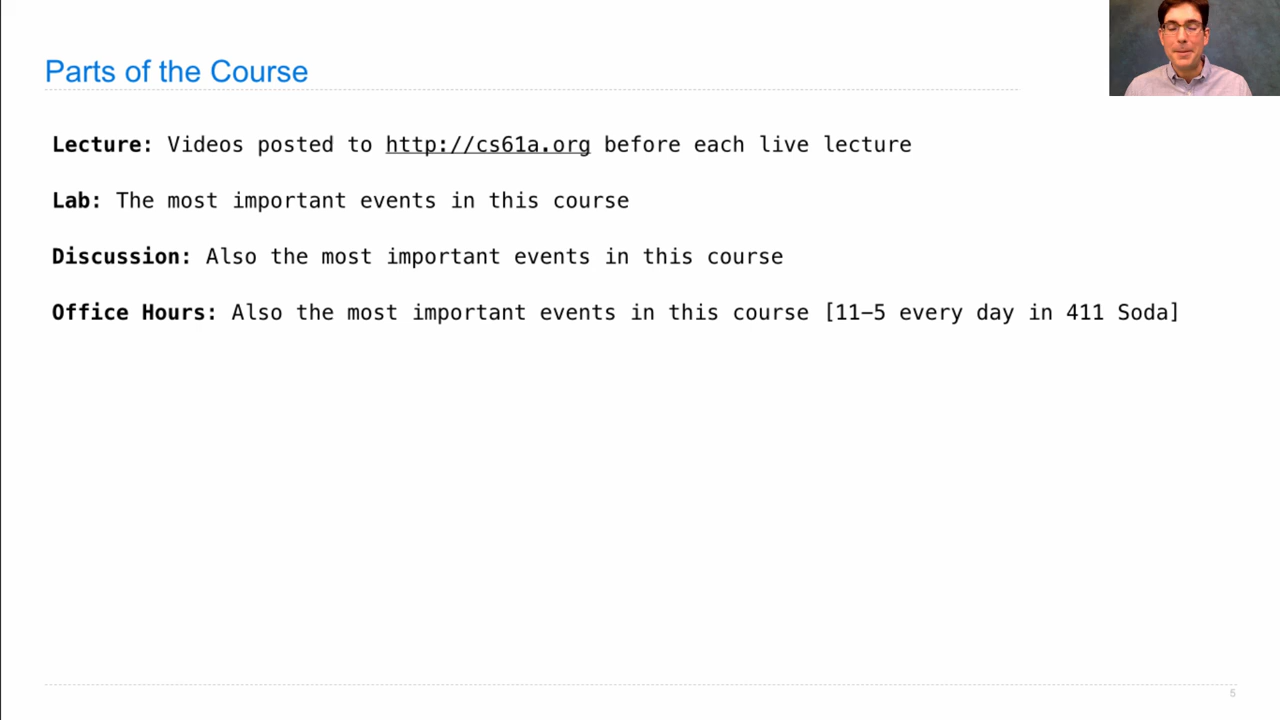 Parts of the Course
Lecture: Videos posted to http://cs61a.org before each live lecture
Lab: The most important events in this course
Discussion: Also the most important events in this course
Office Hours: Also the most important events in this course [11–5 every day in 411 Soda]
5